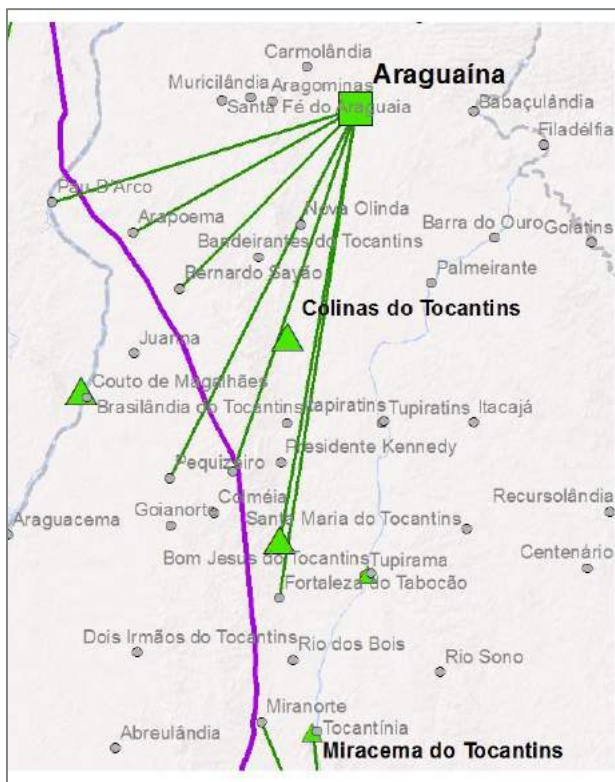 Carmolândia
Araguaína
Muricilândia
Aragominas
Santa Fé do Araguaia
Babaçulândia
Filadélfia
Pau D'Arco
Arapoema
Nova Olinda
Bandeirantes do Tocantins
Barra do Ouro
Goiatins
Bernardo Sayão
Palmeirante
Colinas do Tocantins
Juarina
Couto de Magalhães
Brasilândia do Tocantins
Itapiratins
Tupiratins
Itacajá
Presidente Kennedy
Pequizeiro
Colméia
Recursolândia
Goianorte
Santa Maria do Tocantins
Araguacema
Bom Jesus do Tocantins
Tupirama
Centenário
Fortaleza do Tabocão
Dois Irmãos do Tocantins
Rio dos Bois
Rio Sono
Miranorte
Tocantínia
Abreulândia
Miracema do Tocantins